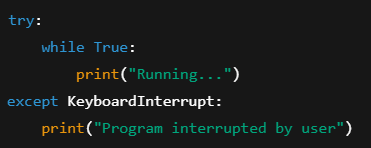 try:
    while True:
        print("Running...")
except KeyboardInterrupt:
    print("Program interrupted by user")